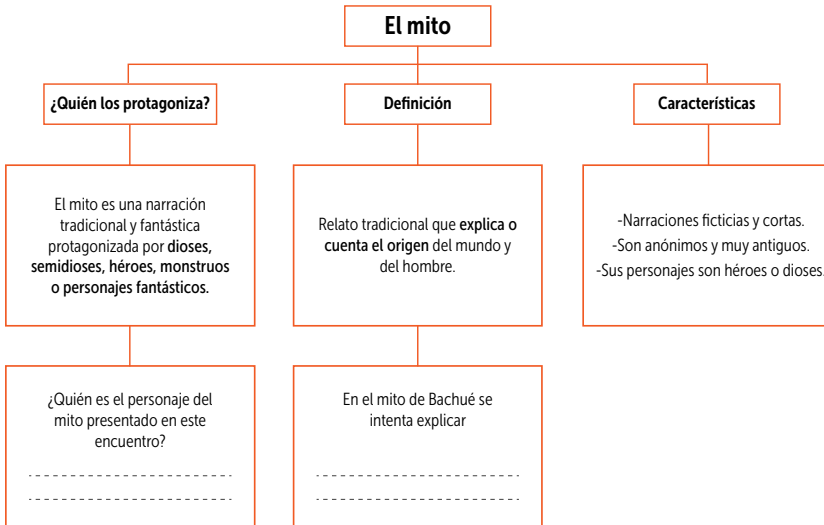 El mito
¿Quién los protagoniza?
El mito es una narración
tradicional y fantástica
protagonizada por dioses,
semidioses, héroes, monstruos
o personajes fantásticos.
¿Quién es el personaje del
mito presentado en este
encuentro?
Definición
Relato tradicional que explica o
cuenta el origen del mundo y
del hombre.
En el mito de Bachué se
intenta explicar
Características
-Narraciones ficticias y cortas.
-Son anónimos y muy antiguos.
-Sus personajes son héroes o dioses.